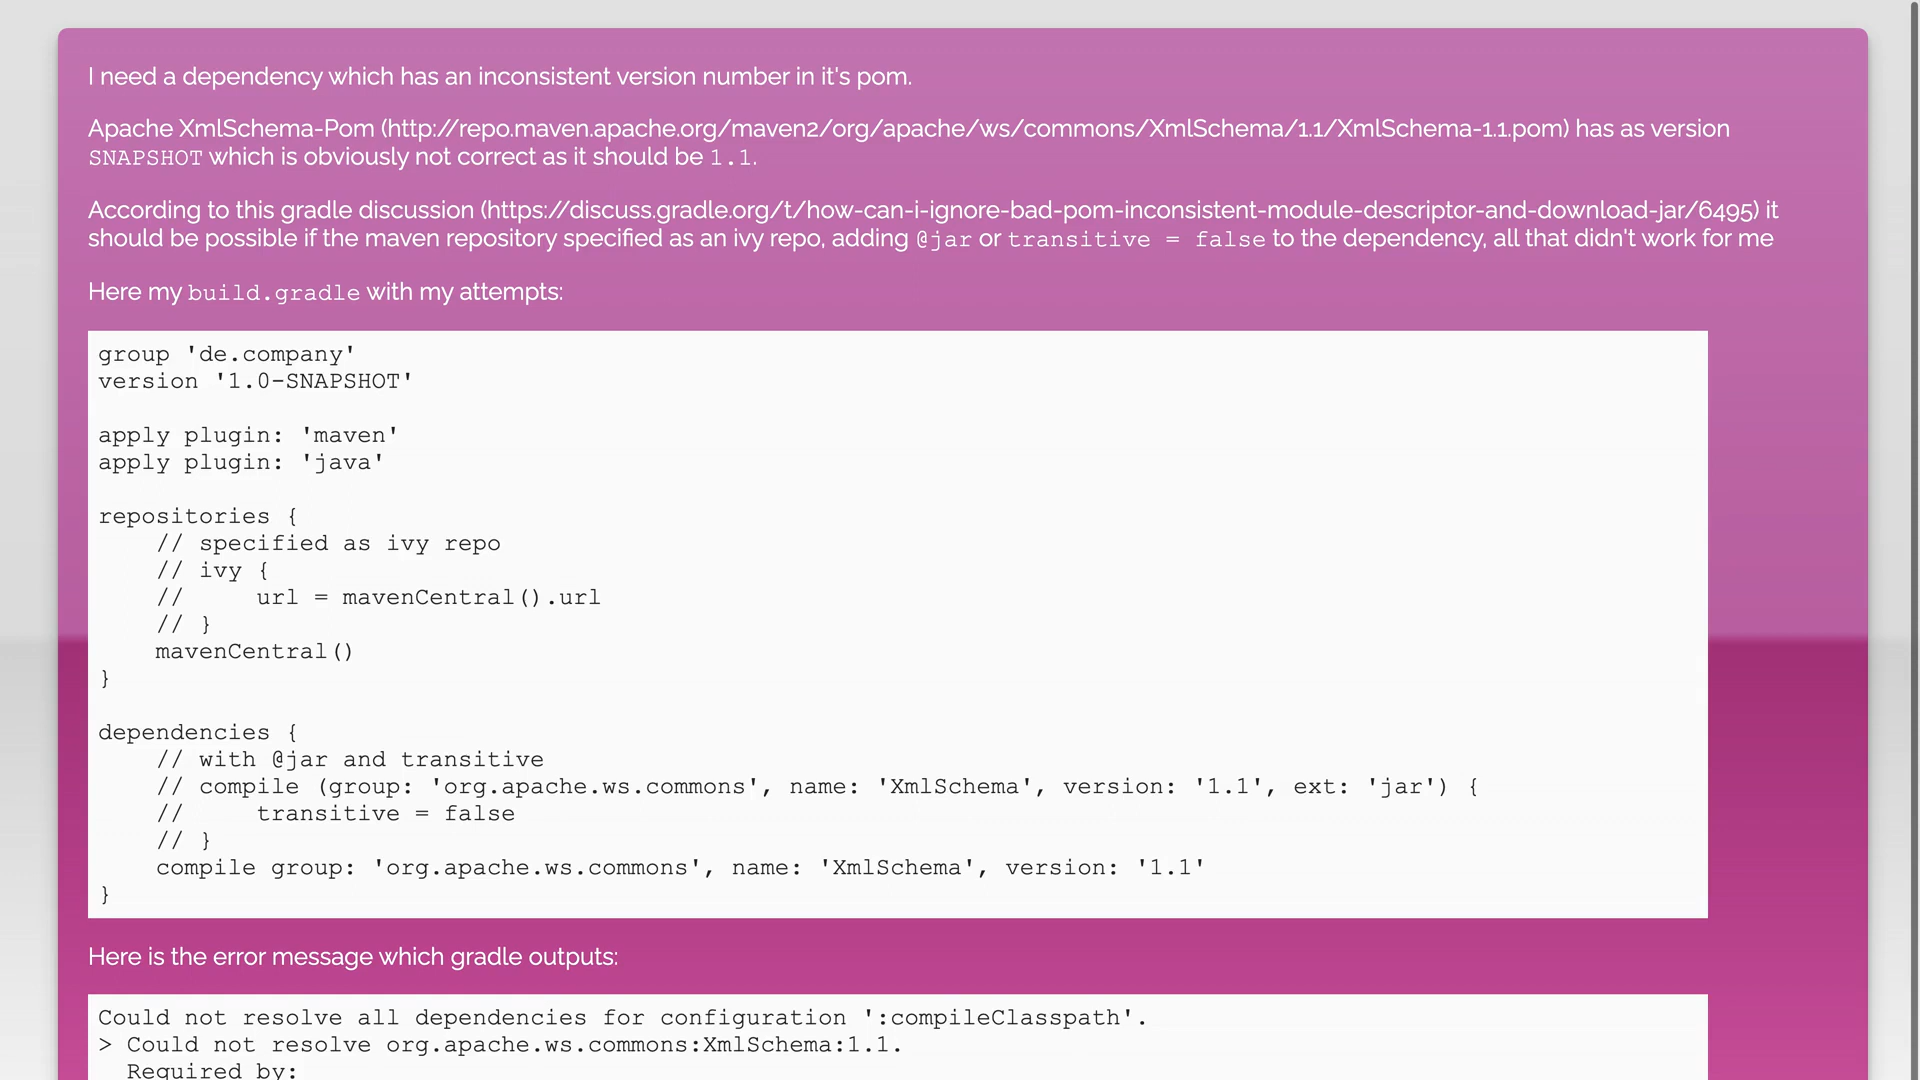 I need a dependency which has an inconsistent version number in it's pom.
Apache XmlSchema-Pom (http://repo.maven.apache.org/maven2/org/apache/ws/commons/XmlSchema/1.1/XmlSchema-1.1.pom) has as version
SNAPSHOT which is obviously not correct as it should be 1.1.
According to this gradle discussion (https://discuss.gradle.org/t/how-can-i-ignore-bad-pom-inconsistent-module-descriptor-and-download-jar/6495) it
should be possible if the maven repository specified as an ivy repo, adding @jar or transitive = false to the dependency, all that didn't work for me
Here my build.gradle with my attempts:
group 'de.company'
version '1.0-SNAPSHOT'
apply plugin: 'maven'
apply plugin: 'java'
repositories {
    // specified as ivy repo
    // ivy {
    //     url = mavenCentral().url
    // }
    mavenCentral()
}
dependencies {
    // with @jar and transitive
    // compile (group: 'org.apache.ws.commons', name: 'XmlSchema', version: '1.1', ext: 'jar') {
    //     transitive = false
    // }
    compile group: 'org.apache.ws.commons', name: 'XmlSchema', version: '1.1'
}
Here is the error message which gradle outputs:
Could not resolve all dependencies for configuration ':compileClasspath'.
> Could not resolve org.apache.ws.commons:XmlSchema:1.1.
  Required by: